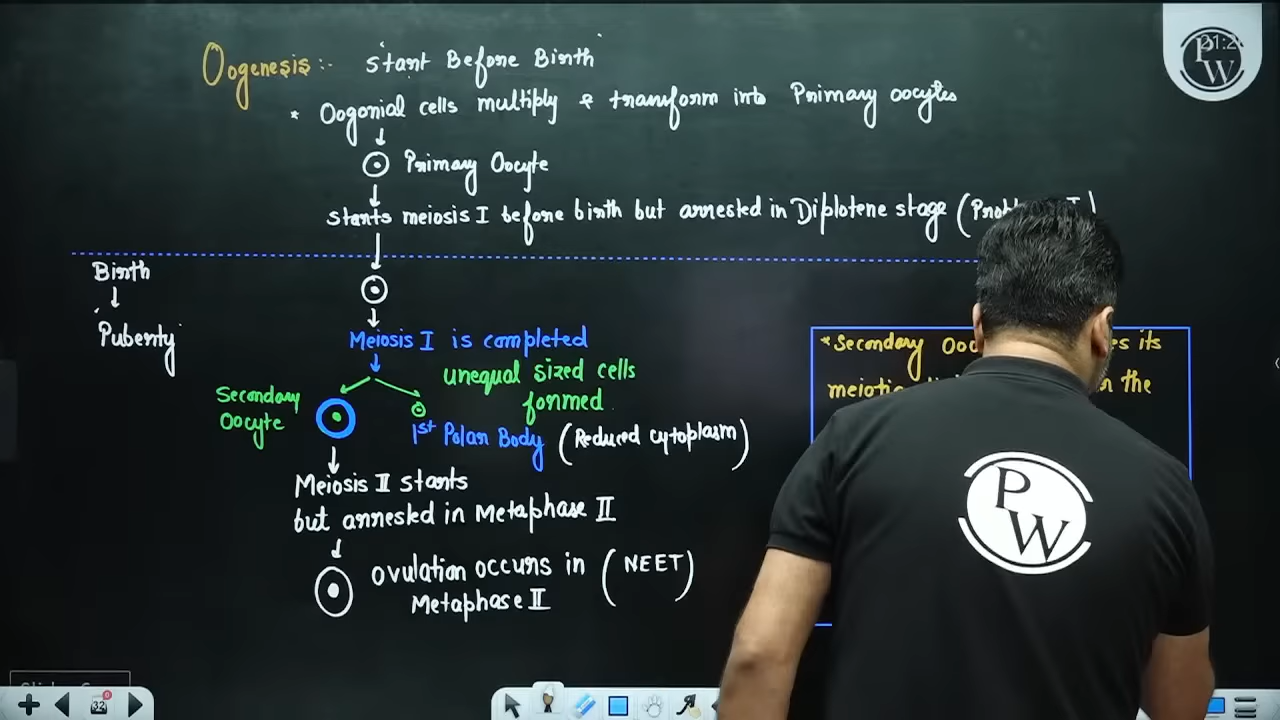 Oogenesis:- Start Before Birth
* Oogonial cells multiply & transform into Primary oocytes
Primary Oocyte
Starts meiosis I before birth but arrested in Diplotene stage (
Birth
Puberty
Meiosis I is completed
unequal sized cells
formed
Secondary
Oocyte
1st Polar Body (Reduced cytoplasm)
Meiosis II starts
but arrested in Metaphase II
Ovulation occurs in (NEET)
Metaphase II
*Secondary its
meiotic the
PW
PW
32